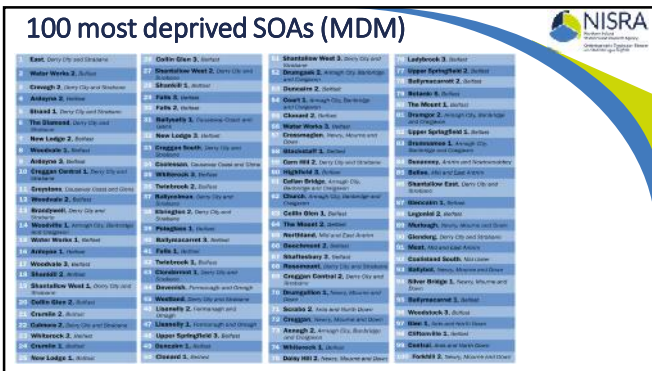 100 most deprived SOAs (MDM)
NISRA
1 East, Derry City and Strabane
2 Water Works 2, Belfast
3 Crevagh 2, Derry City and Strabane
4 Ardoyne 2, Belfast
5 Strand 1, Derry City and Strabane
6 The Diamond, Derry City and
Strabane
7 New Lodge 2, Belfast
8 Woodvale 1, Belfast
9 Ardoyne 3, Belfast
10 Creggan Central 1, Derry City and
Strabane
11 Greystone, Causeway Coast and Glens
12 Woodvale 2, Belfast
13 Brandywell, Derry City and
Strabane
14 Woodville 1, Armagh City, Banbridge
and Craigavon
15 Water Works 1, Belfast
16 Ardoyne 1, Belfast
17 Woodvale 3, Belfast
18 Shankill 2, Belfast
19 Shantallow West 1, Derry City and
Strabane
20 Collin Glen 2, Belfast
21 Crumlin 2, Belfast
22 Culmore 2, Derry City and Strabane
23 Whiterock 2, Belfast
24 Crumlin 1, Belfast
25 New Lodge 1, Belfast
26 Collin Glen 3, Belfast
27 Shantallow West 2, Derry City and
Strabane
28 Shankill 1, Belfast
29 Falls 3, Belfast
30 Falls 2, Belfast
31 Ballysally 1, Causeway Coast and
Glens
32 New Lodge 3, Belfast
33 Creggan South, Derry City and
Strabane
34 Coolessan, Causeway Coast and Glens
35 Whiterock 3, Belfast
36 Twinbrook 2, Belfast
37 Ballycolman, Derry City and
Strabane
38 Ebrington 2, Derry City and
Strabane
39 Poleglass 1, Belfast
40 Ballymacarrett 3, Belfast
41 Falls 1, Belfast
42 Twinbrook 1, Belfast
43 Clondermot 1, Derry City and
Strabane
44 Devenish, Fermanagh and Omagh
45 Westland, Derry City and Strabane
46 Lisanelly 2, Fermanagh and
Omagh
47 Lisanelly 1, Fermanagh and Omagh
48 Upper Springfield 3, Belfast
49 Duncairn 1, Belfast
50 Clonard 1, Belfast
51 Shantallow West 3, Derry City and
Strabane
52 Drumgask 2, Armagh City, Banbridge
and Craigavon
53 Duncairn 2, Belfast
54 Court 1, Armagh City, Banbridge
and Craigavon
55 Clonard 2, Belfast
56 Water Works 3, Belfast
57 Crossmaglen, Newry, Mourne and
Down
58 Blackstaff 1, Belfast
59 Carn Hill 2, Derry City and Strabane
60 Highfield 3, Belfast
61 Callan Bridge, Armagh City,
Banbridge and Craigavon
62 Church, Armagh City, Banbridge and
Craigavon
63 Collin Glen 1, Belfast
64 The Mount 2, Belfast
65 Northland, Mid and East Antrim
66 Beechmount 2, Belfast
67 Shaftesbury 3, Belfast
68 Rosemount, Derry City and Strabane
69 Creggan Central 2, Derry City and
Strabane
70 Drumgullion 1, Newry, Mourne and
Down
71 Scrabo 2, Ards and North Down
72 Creggan, Newry, Mourne and Down
73 Annagh 2, Armagh City, Banbridge
and Craigavon
74 Whiterock 1, Belfast
75 Daisy Hill 2, Newry, Mourne and Down
76 Ladybrook 3, Belfast
77 Upper Springfield 2, Belfast
78 Ballymacarrett 2, Belfast
79 Botanic 5, Belfast
80 The Mount 1, Belfast
81 Drumgor 2, Armagh City,
Banbridge and Craigavon
82 Upper Springfield 1, Belfast
83 Drumnamoe 1, Armagh City,
Banbridge and Craigavon
84 Dunanney, Antrim and Newtownabbey
85 Ballee, Mid and East Antrim
86 Shantallow East, Derry City and
Strabane
87 Glencairn 1, Belfast
88 Legoniel 2, Belfast
89 Murlough, Newry, Mourne and Down
90 Glenderg, Derry City and Strabane
91 Moat, Mid and East Antrim
92 Coalisland South, Mid Ulster
93 Ballybot, Newry, Mourne and Down
94 Silver Bridge 1, Newry, Mourne and
Down
95 Ballymacarrett 1, Belfast
96 Woodstock 3, Belfast
97 Glen 1, Ards and North Down
98 Cliftonville 1, Belfast
99 Central, Ards and North Down
100 Forkhill 2, Newry, Mourne and Down